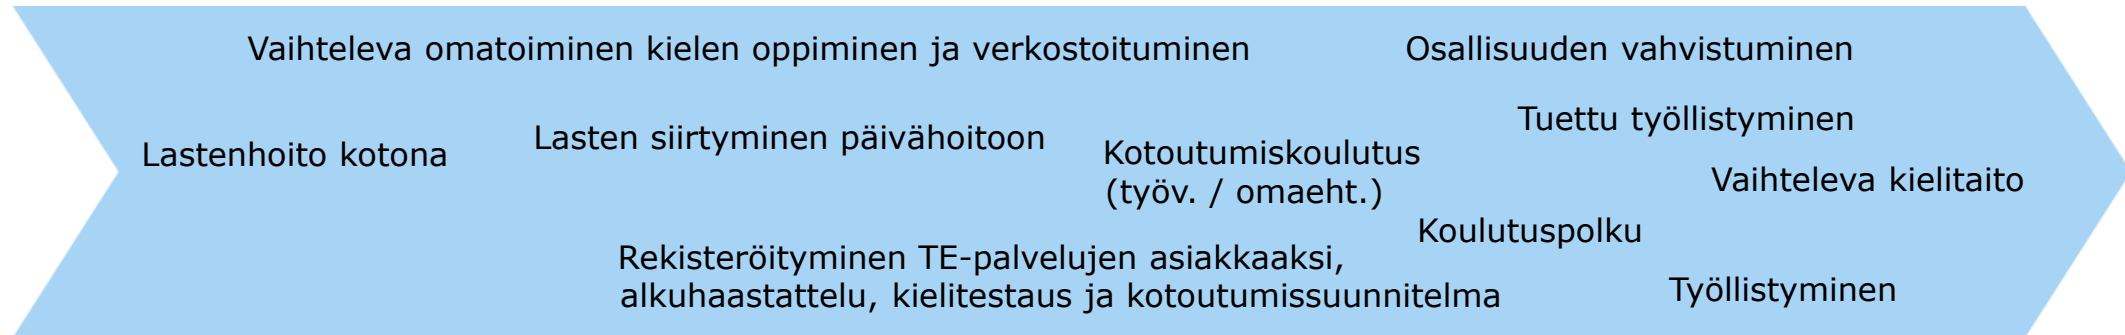 Vaihteleva omatoiminen kielen oppiminen ja verkostoituminen
Osallisuuden vahvistuminen
Lastenhoito kotona
Lasten siirtyminen päivähoitoon
Kotoutumiskoulutus
(työv. / omaeht.)
Tuettu työllistyminen
Vaihteleva kielitaito
Koulutuspolku
Rekisteröityminen TE-palvelujen asiakkaaksi,
alkuhaastattelu, kielitestaus ja kotoutumissuunnitelma
Työllistyminen